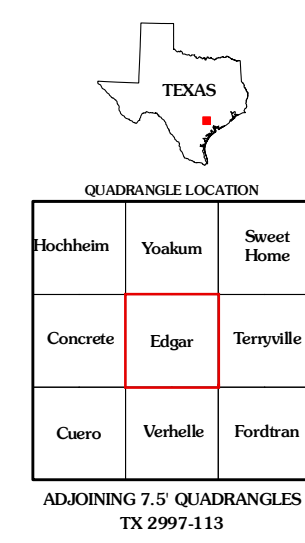 TEXAS
QUADRANGLE LOCATION
Hochheim Yoakum Sweet Home
Concrete Edgar Terryville
Cuero Verhelle Fordtran
ADJOINING 7.5' QUADRANGLES
TX 2997-113